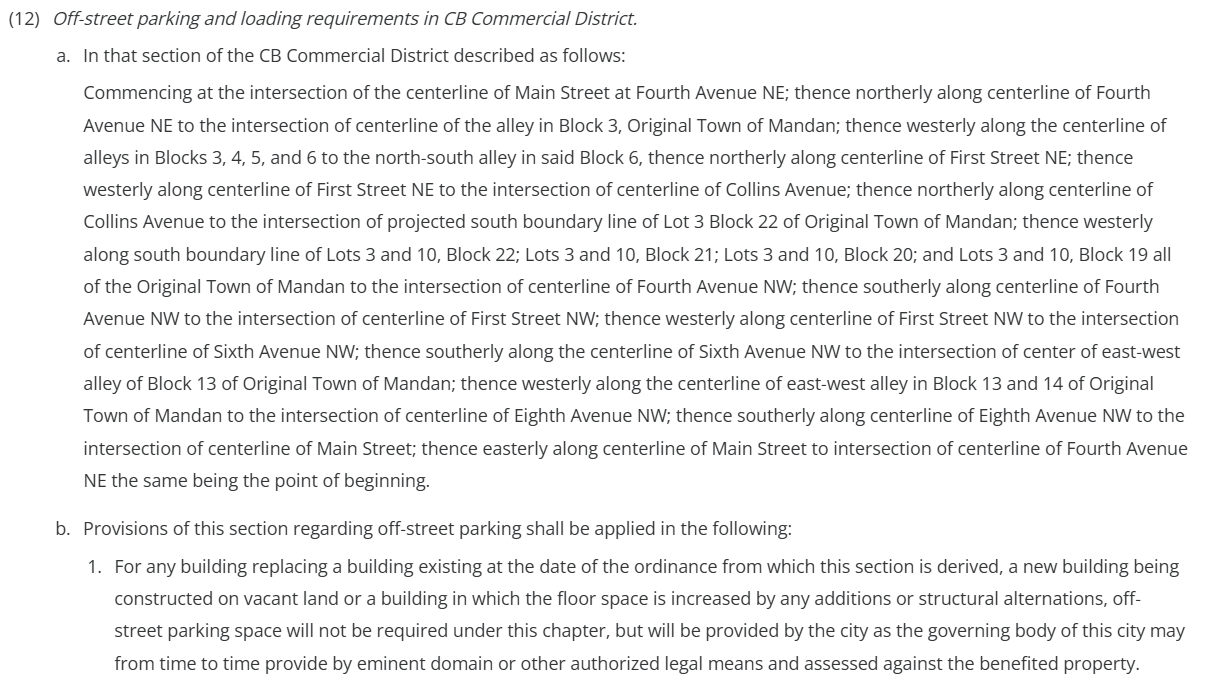 (12) Off-street parking and loading requirements in CB Commercial District.
a. In that section of the CB Commercial District described as follows:
Commencing at the intersection of the centerline of Main Street at Fourth Avenue NE; thence northerly along centerline of Fourth
Avenue NE to the intersection of centerline of the alley in Block 3, Original Town of Mandan; thence westerly along the centerline of
alleys in Blocks 3, 4, 5, and 6 to the north-south alley in said Block 6, thence northerly along centerline of First Street NE; thence
westerly along centerline of First Street NE to the intersection of centerline of Collins Avenue; thence northerly along centerline of
Collins Avenue to the intersection of projected south boundary line of Lot 3 Block 22 of Original Town of Mandan; thence westerly
along south boundary line of Lots 3 and 10, Block 22; Lots 3 and 10, Block 21; Lots 3 and 10, Block 20; and Lots 3 and 10, Block 19 all
of the Original Town of Mandan to the intersection of centerline of Fourth Avenue NW; thence southerly along centerline of Fourth
Avenue NW to the intersection of centerline of First Street NW; thence westerly along centerline of First Street NW to the intersection
of centerline of Sixth Avenue NW; thence southerly along the centerline of Sixth Avenue NW to the intersection of center of east-west
alley of Block 13 of Original Town of Mandan; thence westerly along the centerline of east-west alley in Block 13 and 14 of Original
Town of Mandan to the intersection of centerline of Eighth Avenue NW; thence southerly along centerline of Eighth Avenue NW to the
intersection of centerline of Main Street; thence easterly along centerline of Main Street to intersection of centerline of Fourth Avenue
NE the same being the point of beginning.
b. Provisions of this section regarding off-street parking shall be applied in the following:
1. For any building replacing a building existing at the date of the ordinance from which this section is derived, a new building being
constructed on vacant land or a building in which the floor space is increased by any additions or structural alternations, off-
street parking space will not be required under this chapter, but will be provided by the city as the governing body of this city may
from time to time provide by eminent domain or other authorized legal means and assessed against the benefited property.